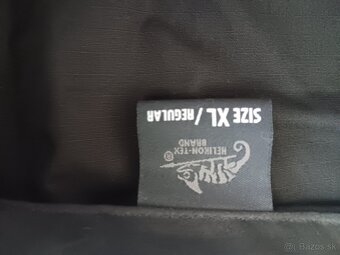 SIZE XL / REGULAR
HELIKON-TEX®
BRAND
© Bazos.sk